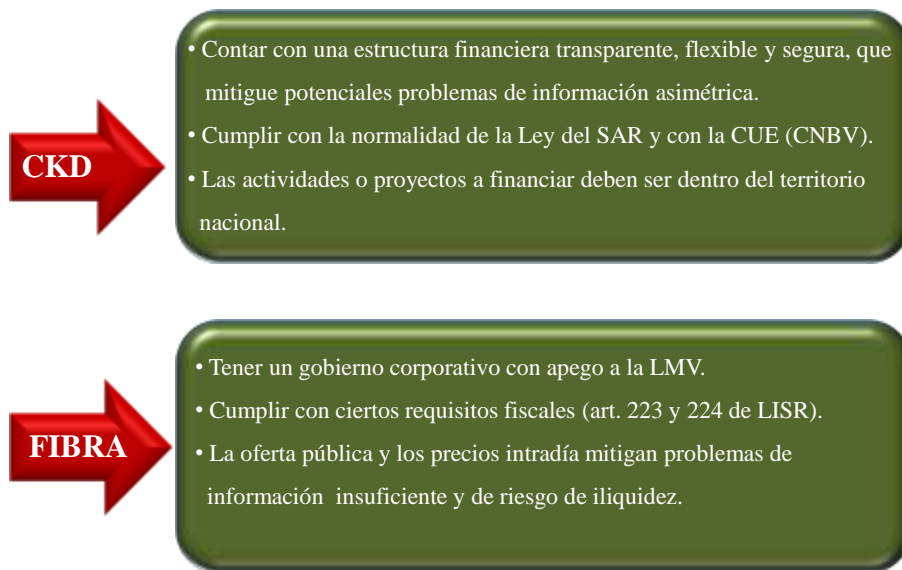 • Contar con una estructura financiera transparente, flexible y segura, que
mitigue potenciales problemas de información asimétrica.
CKD
• Cumplir con la normalidad de la Ley del SAR y con la CUE (CNBV).
• Las actividades o proyectos a financiar deben ser dentro del territorio
nacional.
• Tener un gobierno corporativo con apego a la LMV.
• Cumplir con ciertos requisitos fiscales (art. 223 y 224 de LISR).
FIBRA
• La oferta pública y los precios intradía mitigan problemas de
información insuficiente y de riesgo de iliquidez.